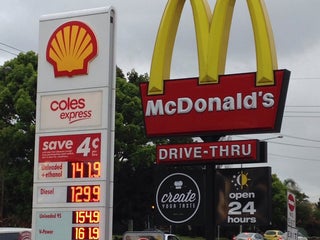 coles
express
save 4c
Unleaded
+ethanol 141.9
Diesel 129.9
Unleaded 95 154.9
V-Power 161.9
McDonald's
DRIVE-THRU
CREATE
YOUR TASTE
open
24
hours